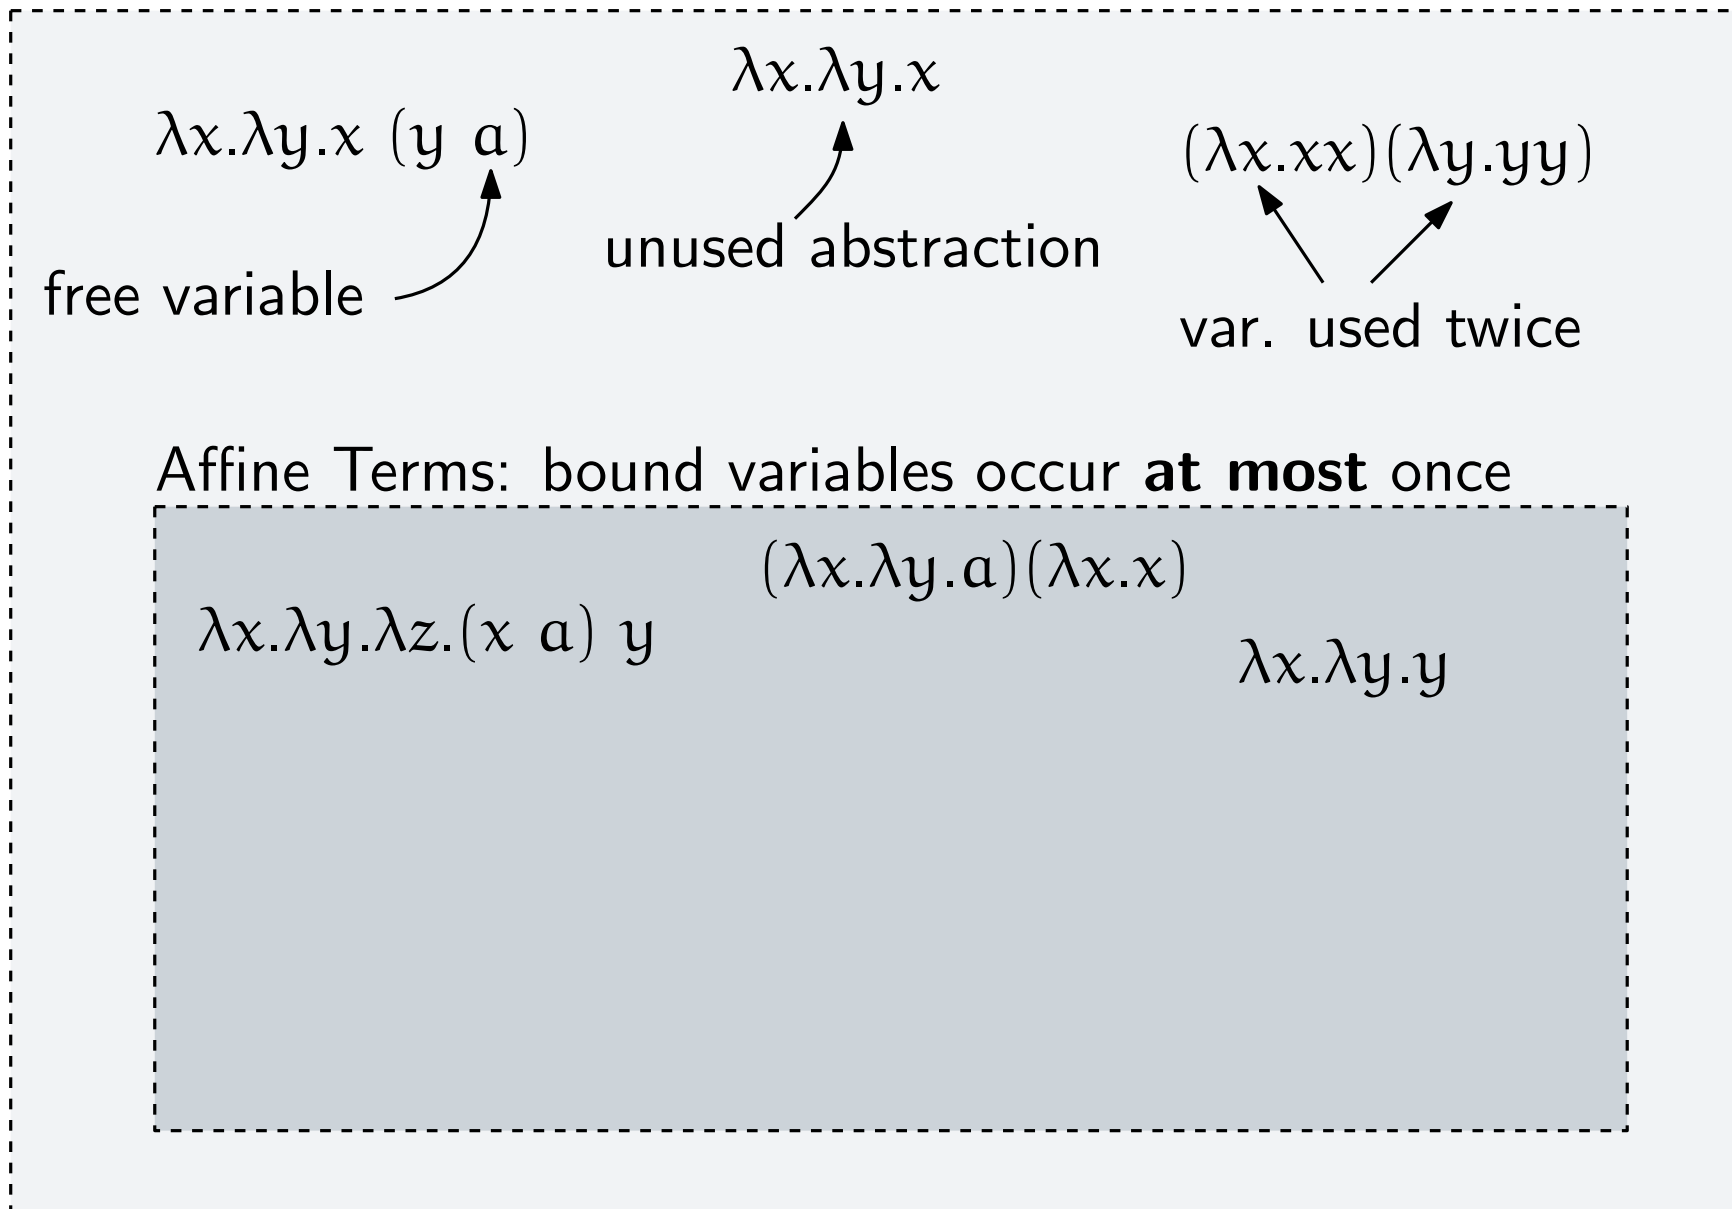 λx.λy.x
λx.λy.x (y a)
(λx.xx)(λy.yy)
unused abstraction
free variable
var. used twice
Affine Terms: bound variables occur at most once
(λx.λy.a)(λx.x)
λx.λy.λz.(x a) y
λx.λy.y